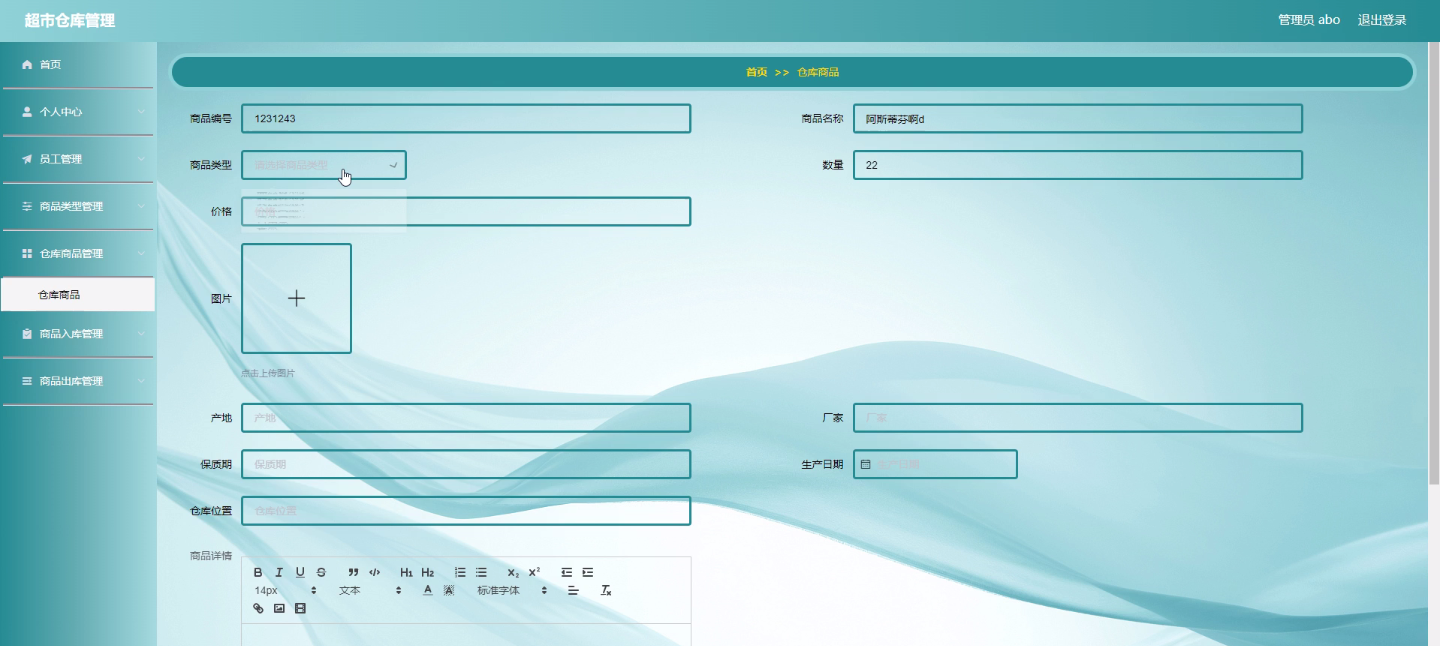 超市仓库管理
管理员 abo 退出登录
首页
个人中心
员工管理
商品类型管理
仓库商品管理
仓库商品
商品入库管理
商品出库管理
首页 >> 仓库商品
商品编号 1231243 商品名称 阿斯蒂芬啊d
商品类型 请选择商品类型 数量 22
价格
图片
点击上传图片
产地 产地 厂家 厂家
保质期 保质期 生产日期 生产日期
仓库位置 仓库位置
商品详情
B I U S H1 H2 X2 X2
14px 文本 A A 标准字体 Tx